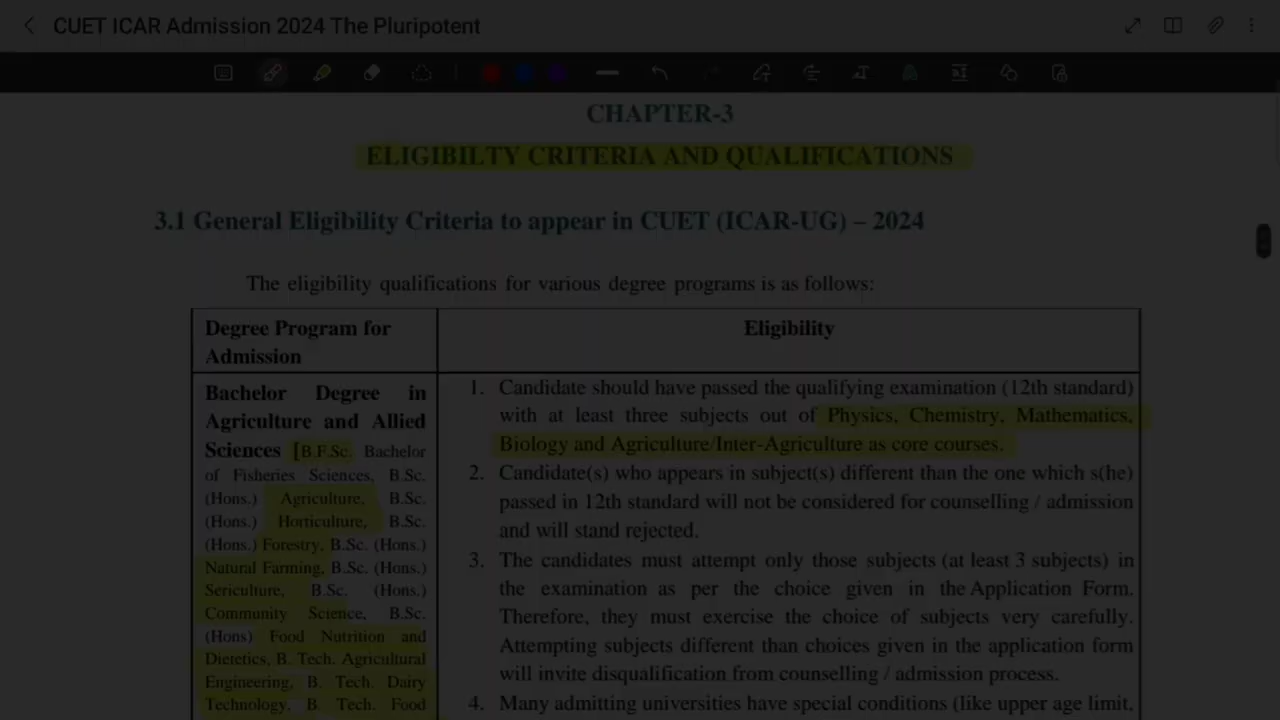 CUET ICAR Admission 2024 The Pluripotent
CHAPTER-3
ELIGIBILTY CRITERIA AND QUALIFICATIONS
3.1 General Eligibility Criteria to appear in CUET (ICAR-UG) – 2024
The eligibility qualifications for various degree programs is as follows:
Degree Program for
Admission
Eligibility
Bachelor Degree in
Agriculture and Allied
Sciences [B.F.Sc. Bachelor
of Fisheries Sciences, B.Sc.
(Hons.) Agriculture, B.Sc.
(Hons.) Horticulture, B.Sc.
(Hons.) Forestry, B.Sc. (Hons.)
Natural Farming, B.Sc. (Hons.)
Sericulture, B.Sc. (Hons.)
Community Science, B.Sc.
(Hons) Food Nutrition and
Dietetics, B. Tech. Agricultural
Engineering, B. Tech. Dairy
Technology, B. Tech. Food
1. Candidate should have passed the qualifying examination (12th standard)
with at least three subjects out of Physics, Chemistry, Mathematics,
Biology and Agriculture/Inter-Agriculture as core courses.
2. Candidate(s) who appears in subject(s) different than the one which s(he)
passed in 12th standard will not be considered for counselling / admission
and will stand rejected.
3. The candidates must attempt only those subjects (at least 3 subjects) in
the examination as per the choice given in the Application Form.
Therefore, they must exercise the choice of subjects very carefully.
Attempting subjects different than choices given in the application form
will invite disqualification from counselling / admission process.
4. Many admitting universities have special conditions (like upper age limit,